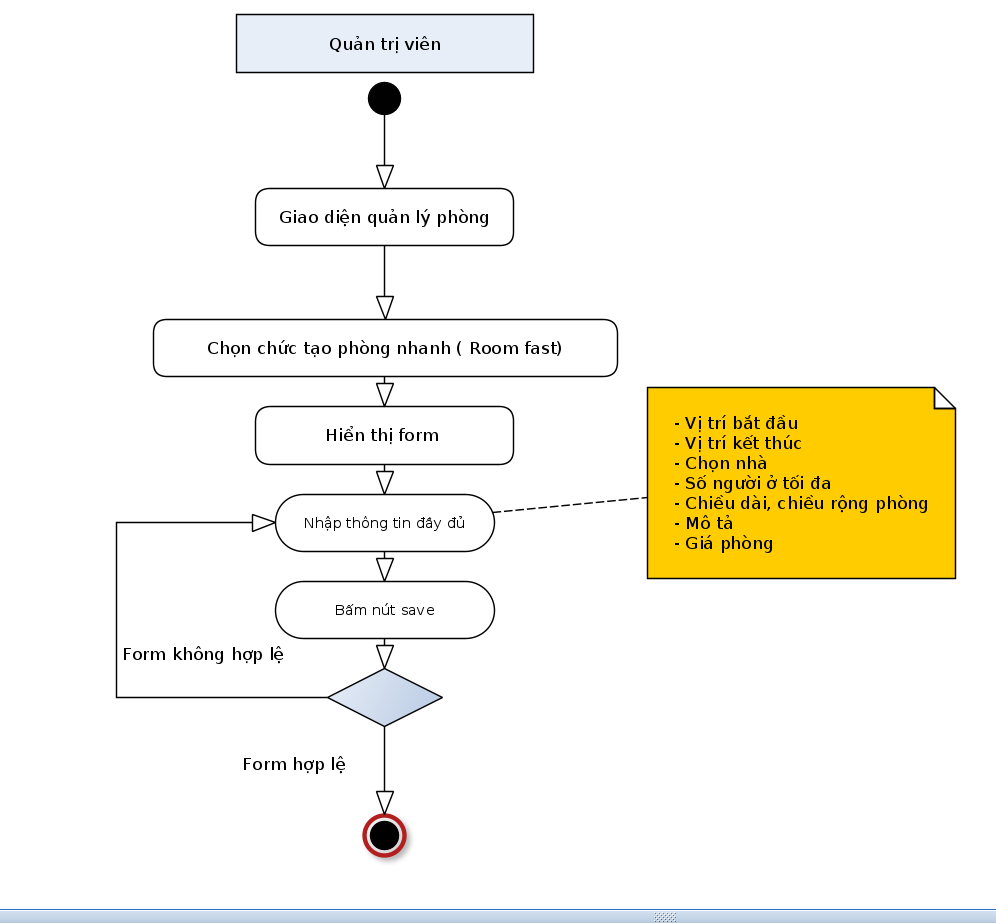 Quản trị viên
Giao diện quản lý phòng
Chọn chức tạo phòng nhanh ( Room fast)
Hiển thị form
- Vị trí bắt đầu
- Vị trí kết thúc
- Chọn nhà
- Số người ở tối đa
- Chiều dài, chiều rộng phòng
- Mô tả
- Giá phòng
Nhập thông tin đầy đủ
Bấm nút save
Form không hợp lệ
Form hợp lệ